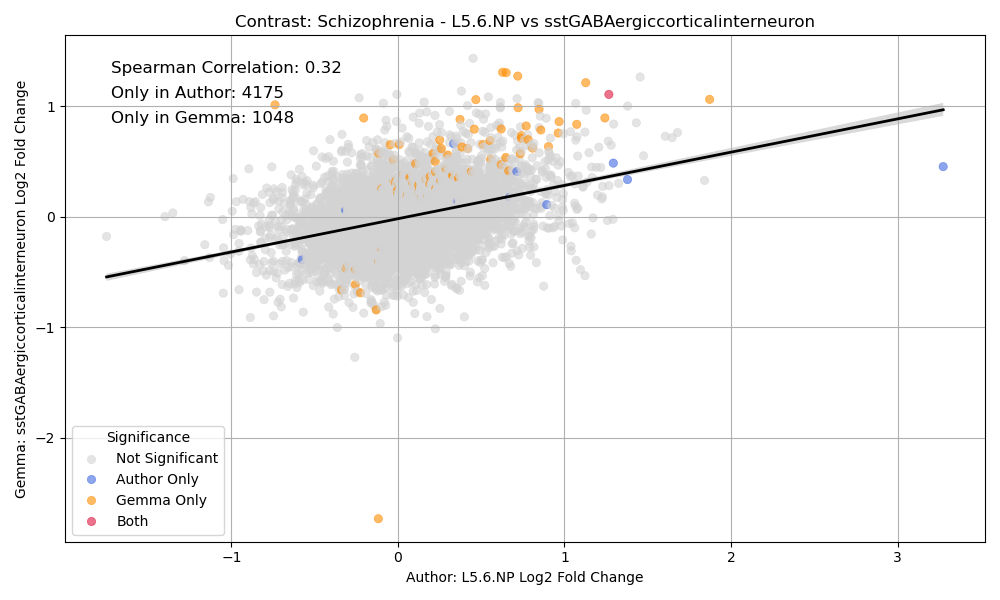 Contrast: Schizophrenia - L5.6.NP vs sstGABAergiccorticalinterneuron
Spearman Correlation: 0.32
Only in Author: 4175
Only in Gemma: 1048
Gemma: sstGABAergiccorticalinterneuron Log2 Fold Change
1
0
−1
−2
Significance
Not Significant
Author Only
Gemma Only
Both
−1
0
1
2
3
Author: L5.6.NP Log2 Fold Change